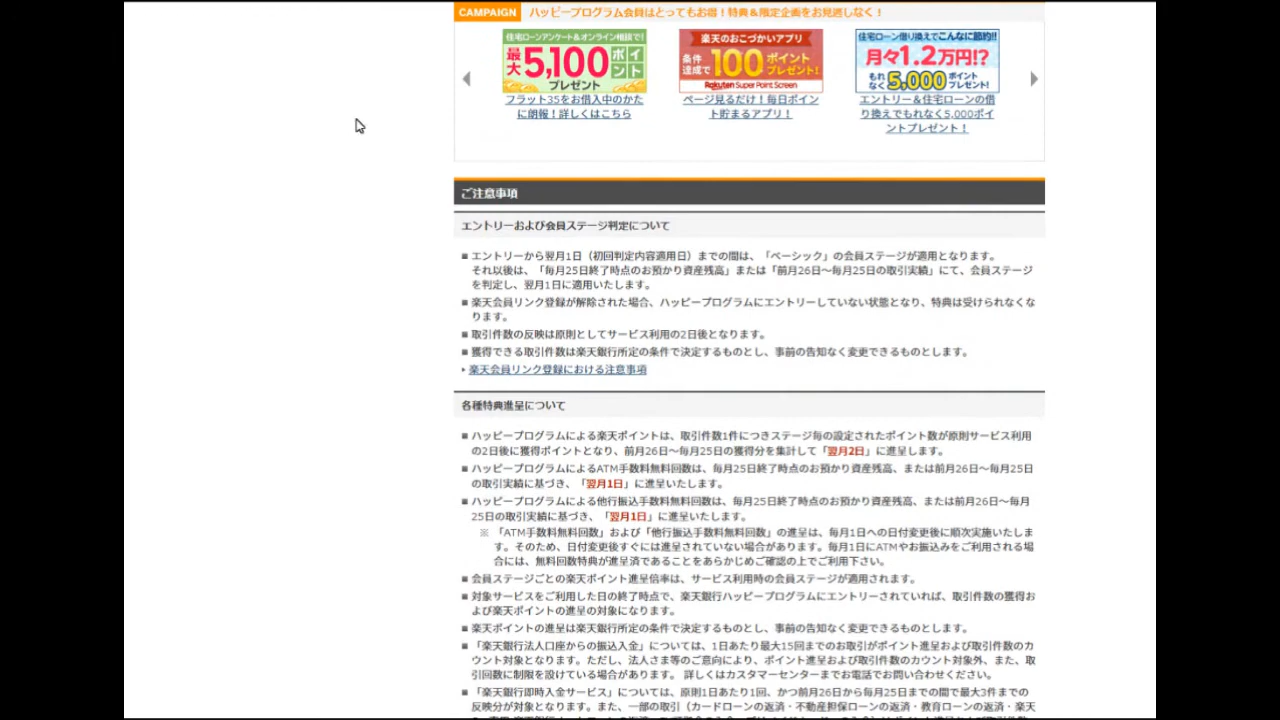 CAMPAIGN ハッピープログラム会員はとってもお得！特典＆限定企画をお見逃しなく！
住宅ローンアンケート＆オンライン相談で!
最大5,100ポイント
プレゼント
フラット35をお借入中のかた
に朗報！詳しくはこちら
楽天のおこづかいアプリ
条件達成で100ポイントプレゼント!
Rakuten Super Point Screen
ページ見るだけ！毎日ポイン
ト貯まるアプリ！
住宅ローン借り換えでこんなに節約!!
月々1.2万円!?
もれなく5,000ポイントプレゼント!
エントリー＆住宅ローンの借
り換えでもれなく5,000ポイ
ントプレゼント！
ご注意事項
エントリーおよび会員ステージ判定について
■ エントリーから翌月1日（初回判定内容適用日）までの間は、「ベーシック」の会員ステージが適用となります。
それ以後は、「毎月25日終了時点のお預かり資産残高」または「前月26日～毎月25日の取引実績」にて、会員ステージ
を判定し、翌月1日に適用いたします。
■ 楽天会員リンク登録が解除された場合、ハッピープログラムにエントリーしていない状態となり、特典は受けられなくな
ります。
■ 取引件数の反映は原則としてサービス利用の2日後となります。
■ 獲得できる取引件数は楽天銀行所定の条件で決定するものとし、事前の告知なく変更できるものとします。
楽天会員リンク登録における注意事項
各種特典進呈について
■ ハッピープログラムによる楽天ポイントは、取引件数1件につきステージ毎の設定されたポイント数が原則サービス利用
の2日後に獲得ポイントとなり、前月26日～毎月25日の獲得分を集計して「翌月2日」に進呈します。
■ ハッピープログラムによるATM手数料無料回数は、毎月25日終了時点のお預かり資産残高、または前月26日～毎月25日
の取引実績に基づき、「翌月1日」に進呈いたします。
■ ハッピープログラムによる他行振込手数料無料回数は、毎月25日終了時点のお預かり資産残高、または前月26日～毎月
25日の取引実績に基づき、「翌月1日」に進呈いたします。
※ 「ATM手数料無料回数」および「他行振込手数料無料回数」の進呈は、毎月1日への日付変更後に順次実施いたしま
す。そのため、日付変更後すぐには進呈されていない場合があります。毎月1日にATMやお振込みをご利用される場
合には、無料回数特典が進呈済であることをあらかじめご確認の上でご利用下さい。
■ 会員ステージごとの楽天ポイント進呈倍率は、サービス利用時の会員ステージが適用されます。
■ 対象サービスをご利用した日の終了時点で、楽天銀行ハッピープログラムにエントリーされていれば、取引件数の獲得お
よび楽天ポイントの進呈の対象になります。
■ 楽天ポイントの進呈は楽天銀行所定の条件で決定するものとし、事前の告知なく変更できるものとします。
■ 「楽天銀行法人口座からの振込入金」については、1日あたり最大15回までのお取引がポイント進呈および取引件数のカ
ウント対象となります。ただし、法人さま等のご意向により、ポイント進呈および取引件数のカウント対象外、また、取
引回数に制限を設けている場合があります。 詳しくはカスタマーセンターまでお電話でお問い合わせください。
■ 「楽天銀行即時入金サービス」については、原則1日あたり1回、かつ前月26日から毎月25日までの間で最大3件までの
反映分が対象となります。また、一部の取引（カードローンの返済・不動産担保ローンの返済・教育ローンの返済・楽天